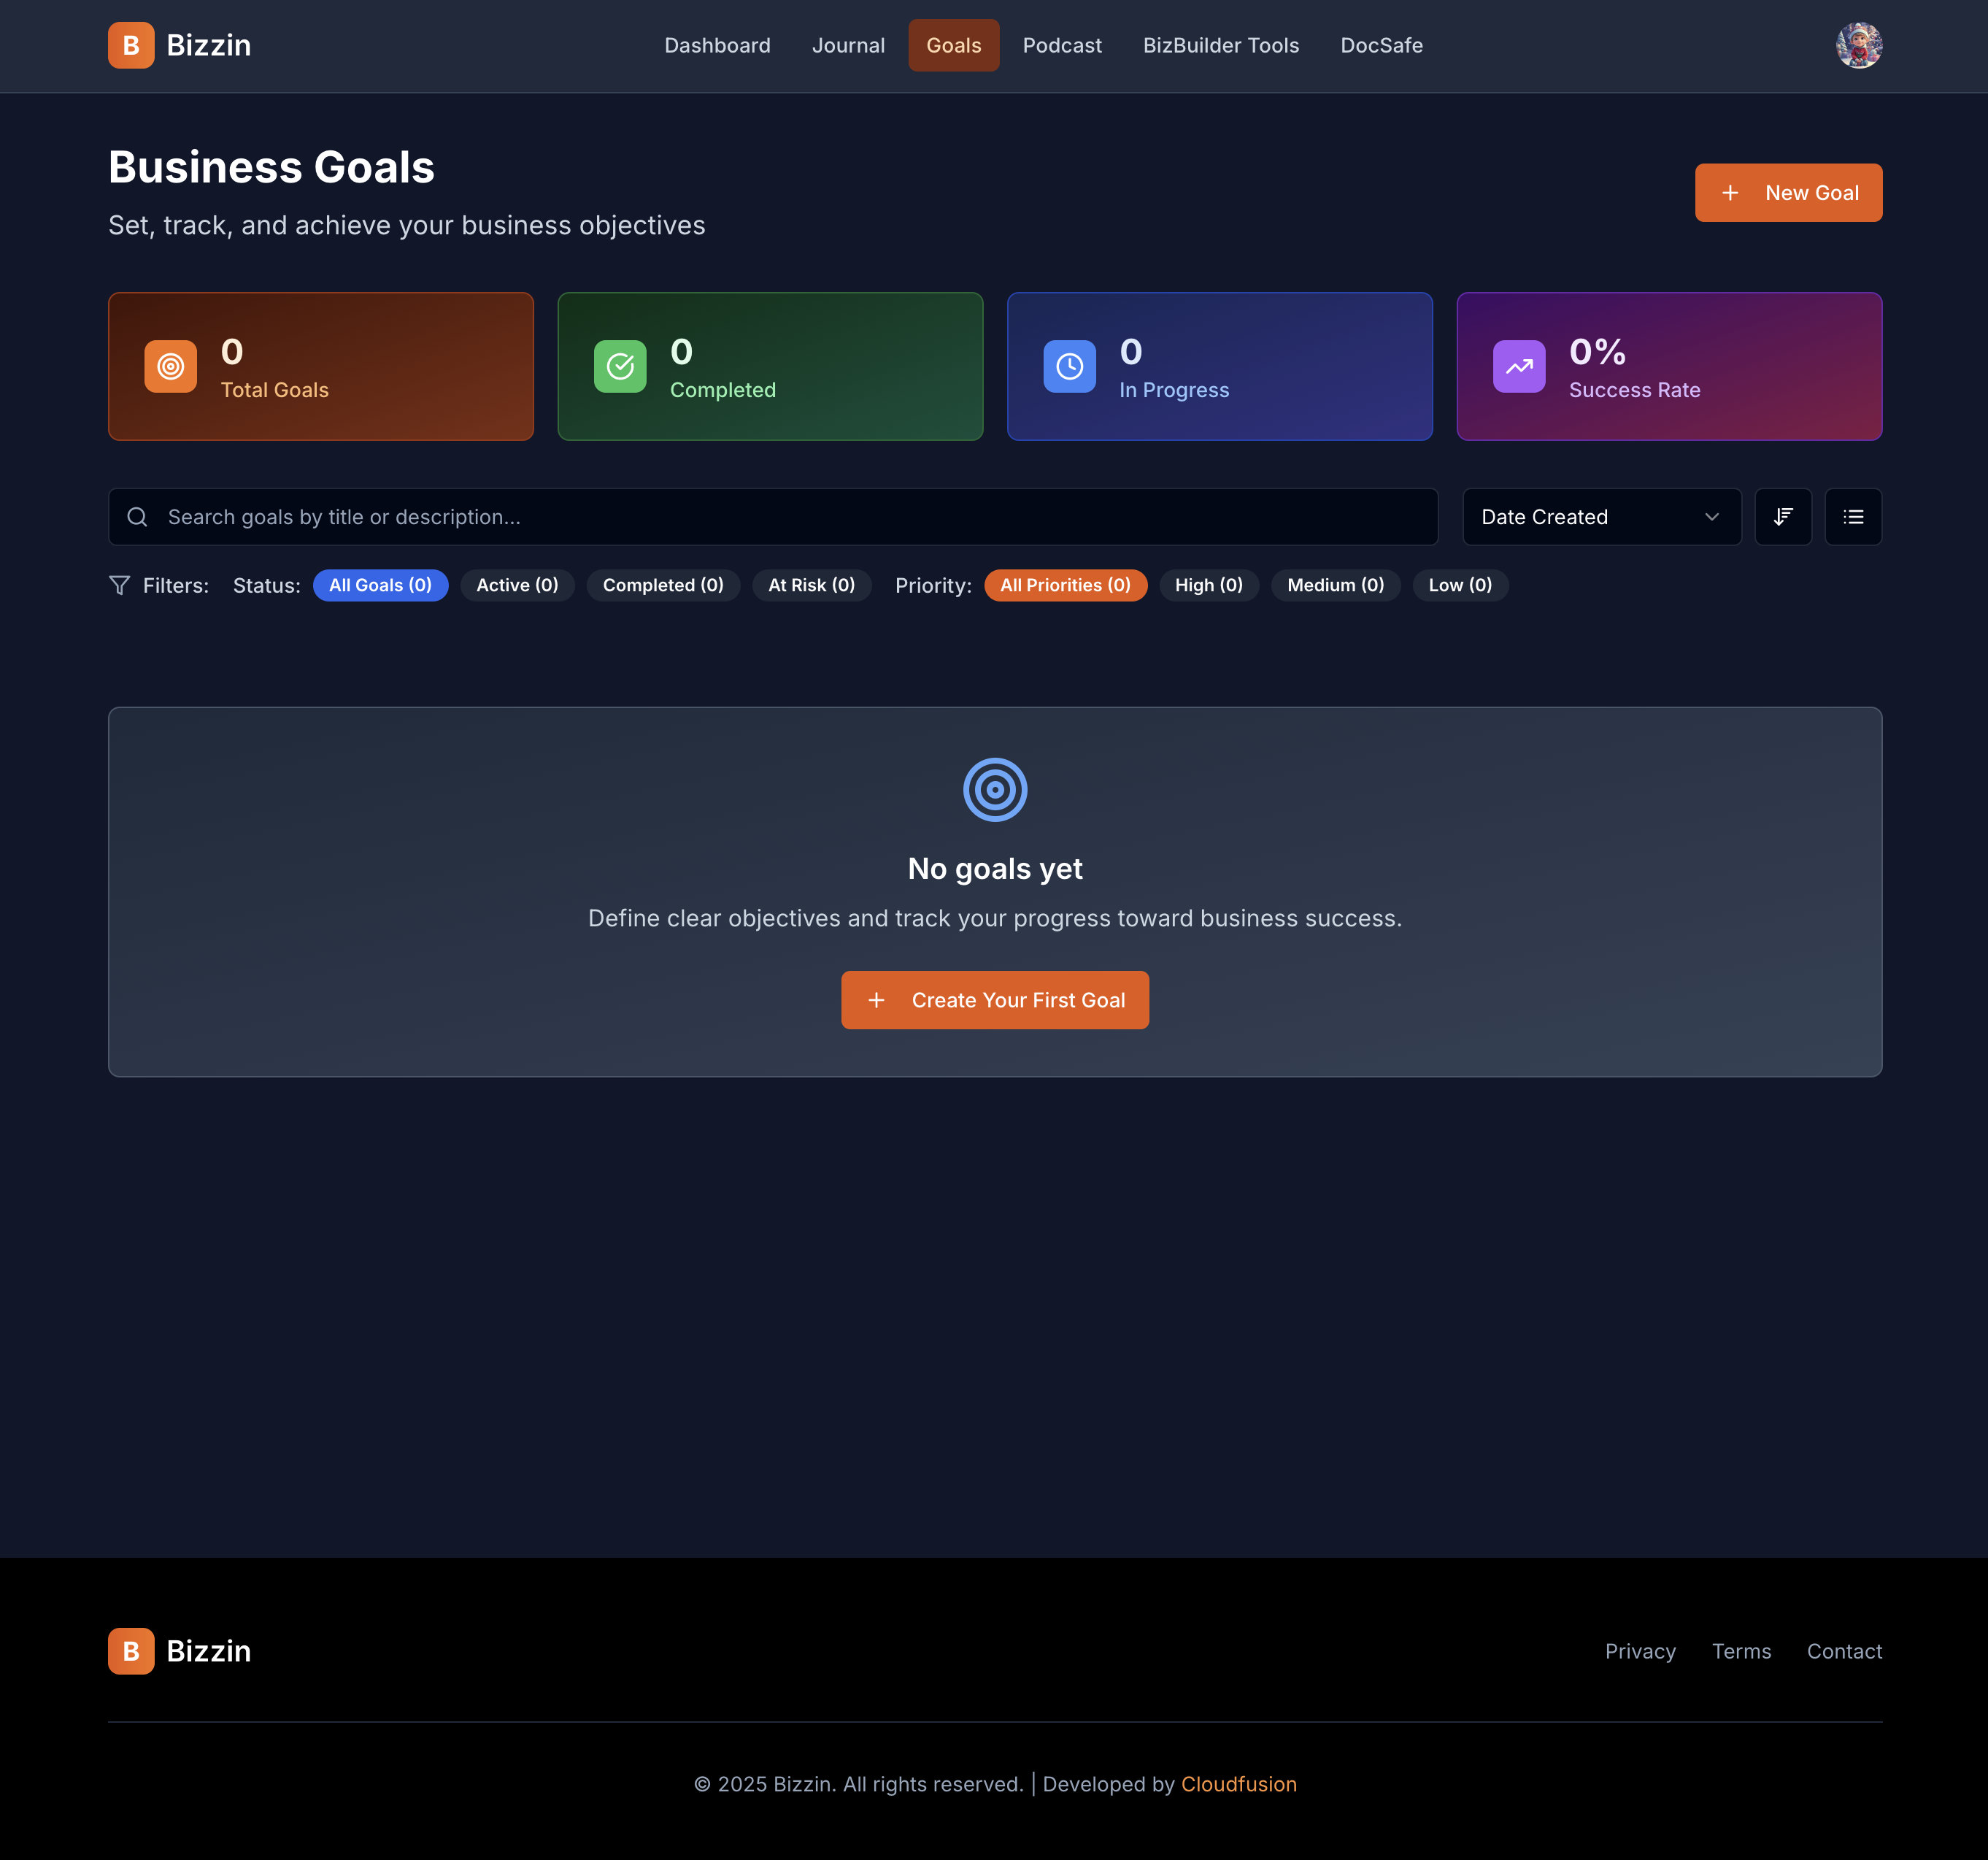 B Bizzin
Dashboard Journal Goals Podcast BizBuilder Tools DocSafe
Business Goals
Set, track, and achieve your business objectives
+ New Goal
0
Total Goals
0
Completed
0
In Progress
0%
Success Rate
Search goals by title or description...
Date Created
Filters: Status: All Goals (0) Active (0) Completed (0) At Risk (0) Priority: All Priorities (0) High (0) Medium (0) Low (0)
No goals yet
Define clear objectives and track your progress toward business success.
+ Create Your First Goal
B Bizzin
Privacy Terms Contact
© 2025 Bizzin. All rights reserved. | Developed by Cloudfusion